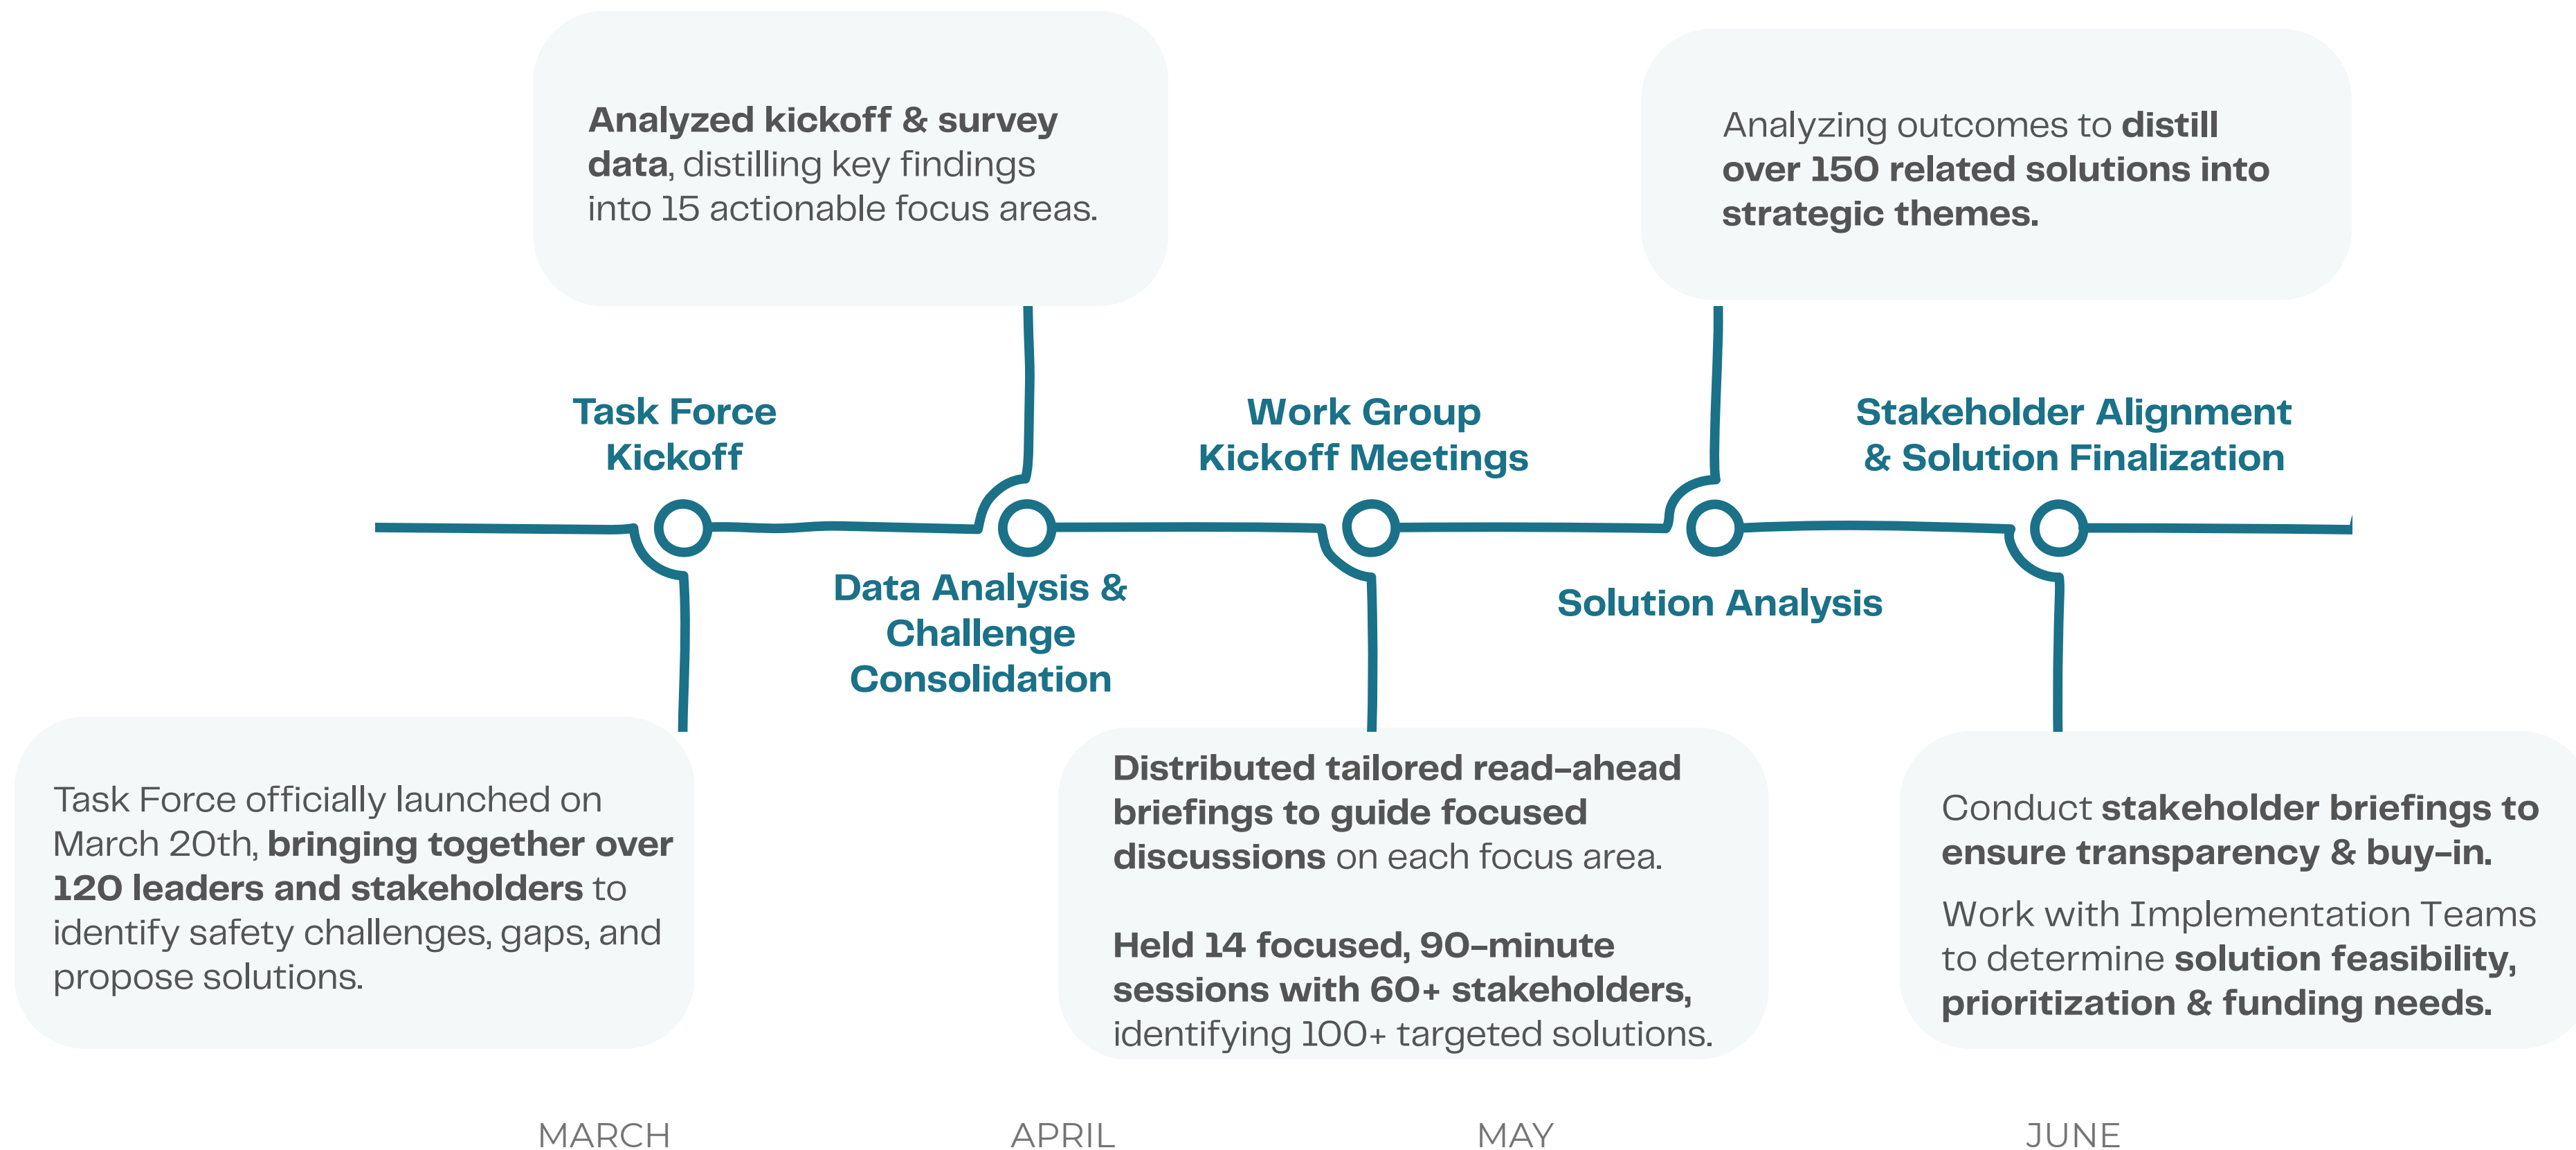 Analyzed kickoff & survey
data, distilling key findings
into 15 actionable focus areas.
Analyzing outcomes to distill
over 150 related solutions into
strategic themes.
Task Force
Kickoff
Work Group
Kickoff Meetings
Stakeholder Alignment
& Solution Finalization
Data Analysis &
Challenge
Consolidation
Solution Analysis
Task Force officially launched on
March 20th, bringing together over
120 leaders and stakeholders to
identify safety challenges, gaps, and
propose solutions.
Distributed tailored read-ahead
briefings to guide focused
discussions on each focus area.
Held 14 focused, 90-minute
sessions with 60+ stakeholders,
identifying 100+ targeted solutions.
Conduct stakeholder briefings to
ensure transparency & buy-in.
Work with Implementation Teams
to determine solution feasibility,
prioritization & funding needs.
MARCH
APRIL
MAY
JUNE